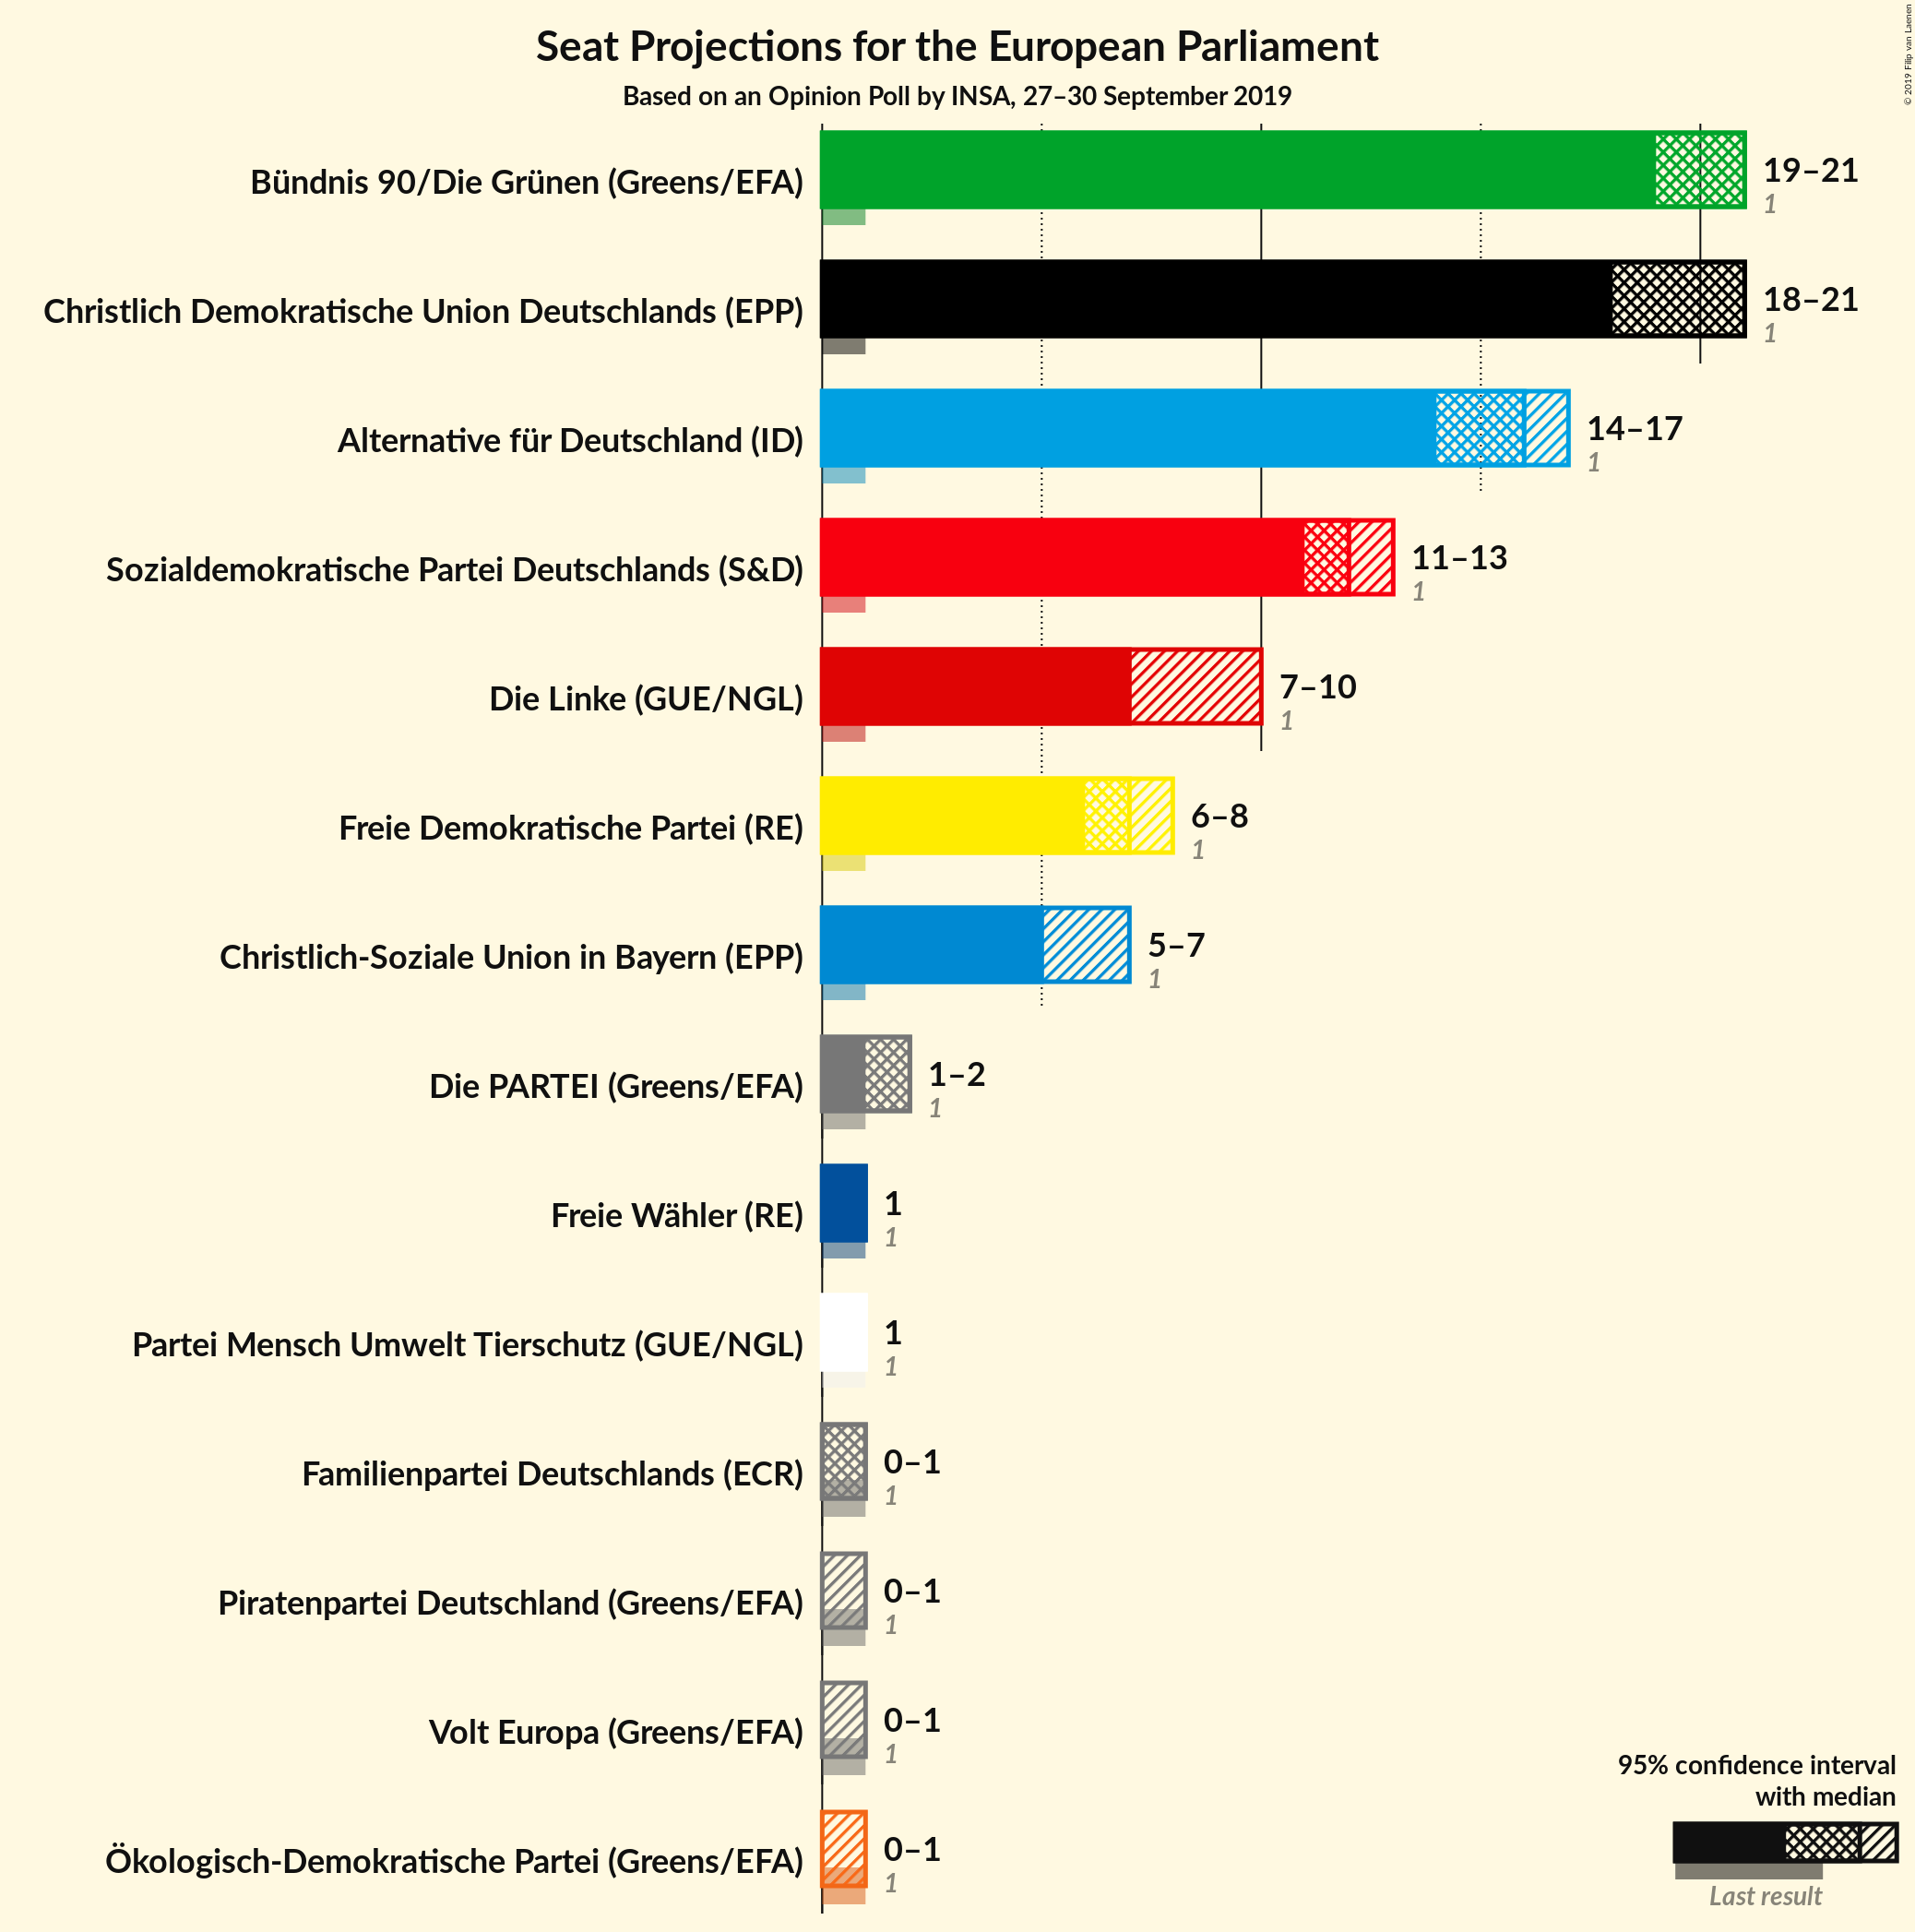 Seat Projections for the European Parliament
Based on an Opinion Poll by INSA, 27–30 September 2019
© 2019 Filip van Laenen
Bündnis 90/Die Grünen (Greens/EFA)
19–21
1
Christlich Demokratische Union Deutschlands (EPP)
18–21
1
Alternative für Deutschland (ID)
14–17
1
Sozialdemokratische Partei Deutschlands (S&D)
11–13
1
Die Linke (GUE/NGL)
7–10
1
Freie Demokratische Partei (RE)
6–8
1
Christlich-Soziale Union in Bayern (EPP)
5–7
1
Die PARTEI (Greens/EFA)
1–2
1
Freie Wähler (RE)
1
1
Partei Mensch Umwelt Tierschutz (GUE/NGL)
1
1
Familienpartei Deutschlands (ECR)
0–1
1
Piratenpartei Deutschland (Greens/EFA)
0–1
1
Volt Europa (Greens/EFA)
0–1
1
Ökologisch-Demokratische Partei (Greens/EFA)
0–1
1
95% confidence interval
with median
Last result